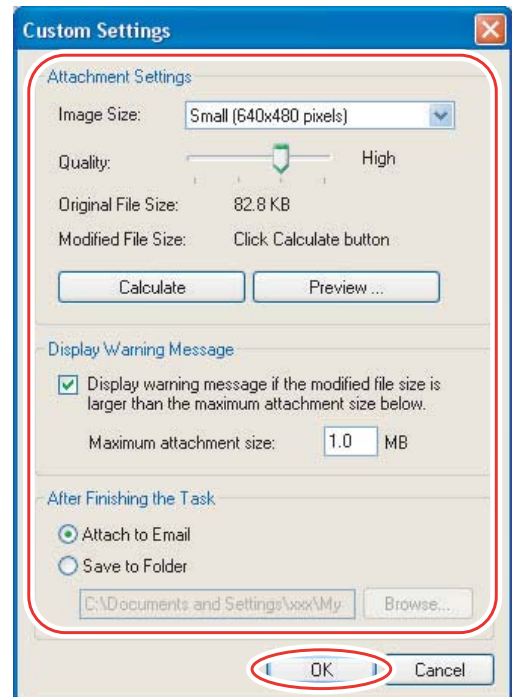 Custom Settings
Attachment Settings
Image Size: Small (640x480 pixels)
Quality: High
Original File Size: 82.8 KB
Modified File Size: Click Calculate button
Calculate Preview ...
Display Warning Message
Display warning message if the modified file size is
larger than the maximum attachment size below.
Maximum attachment size: 1.0 MB
After Finishing the Task
Attach to Email
Save to Folder
C:\Documents and Settings\xxx\My Browse...
OK Cancel